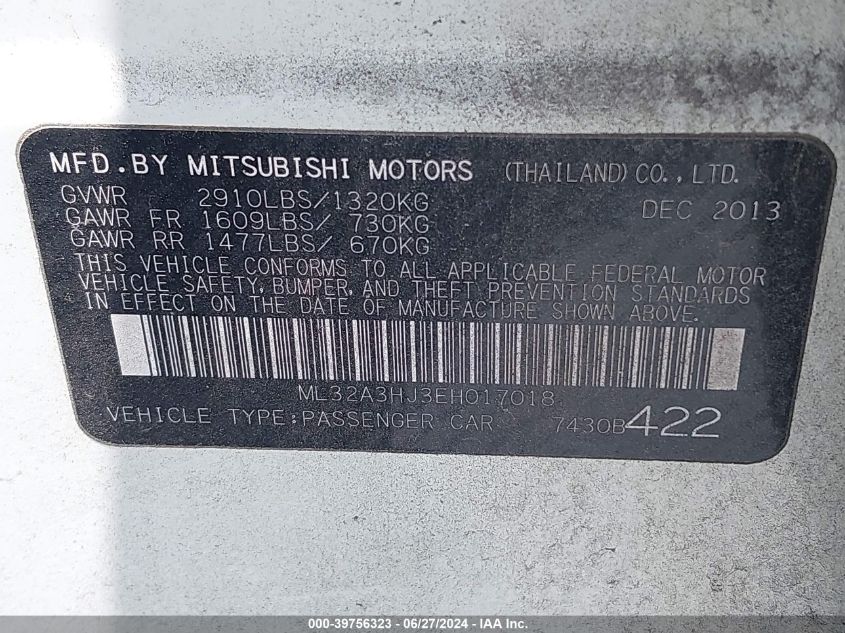 MFD.BY MITSUBISHI MOTORS (THAILAND) CO.,LTD.
GVWR 2910LBS/1320KG DEC 2013
GAWR FR 1609LBS/ 730KG
GAWR RR 1477LBS/ 670KG
THIS VEHICLE CONFORMS TO ALL APPLICABLE FEDERAL MOTOR
VEHICLE SAFETY, BUMPER, AND THEFT PREVENTION STANDARDS
IN EFFECT ON THE DATE OF MANUFACTURE SHOWN ABOVE.
ML32A3HJ3EH017018
VEHICLE TYPE:PASSENGER CAR 7430B422
000-39756323 - 06/27/2024 - IAA, Inc.